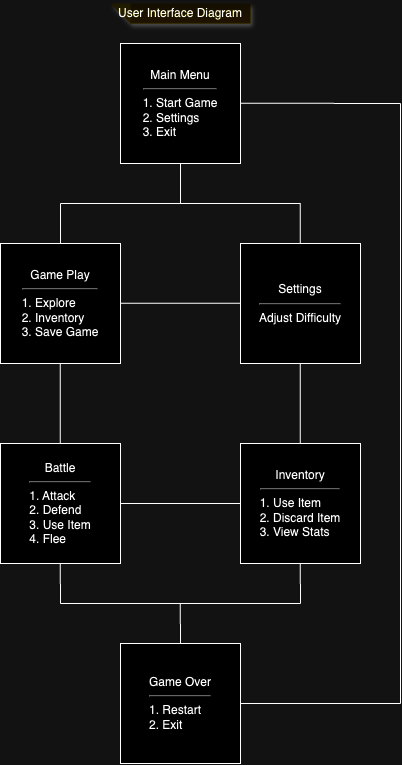 User Interface Diagram
Main Menu
1. Start Game
2. Settings
3. Exit
Game Play
1. Explore
2. Inventory
3. Save Game
Settings
Adjust Difficulty
Battle
1. Attack
2. Defend
3. Use Item
4. Flee
Inventory
1. Use Item
2. Discard Item
3. View Stats
Game Over
1. Restart
2. Exit